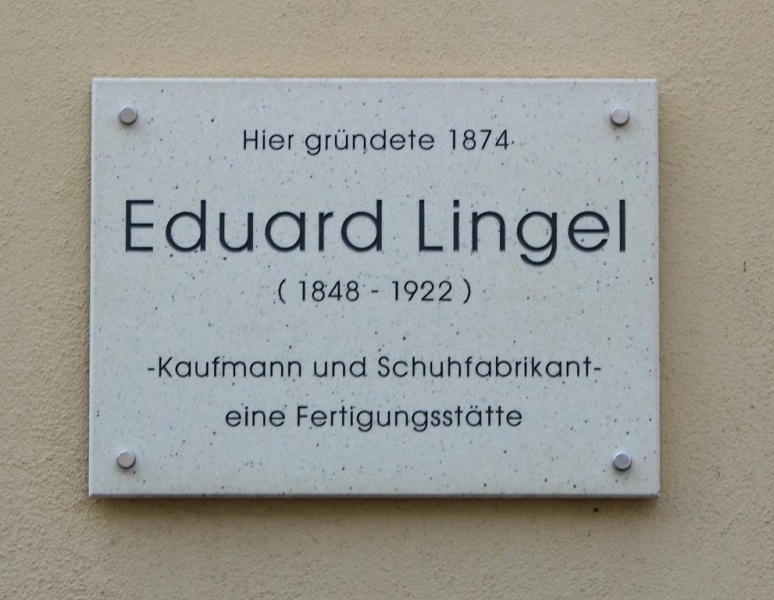 Hier gründete 1874
Eduard Lingel
( 1848 - 1922 )
-Kaufmann und Schuhfabrikant-
eine Fertigungsstätte